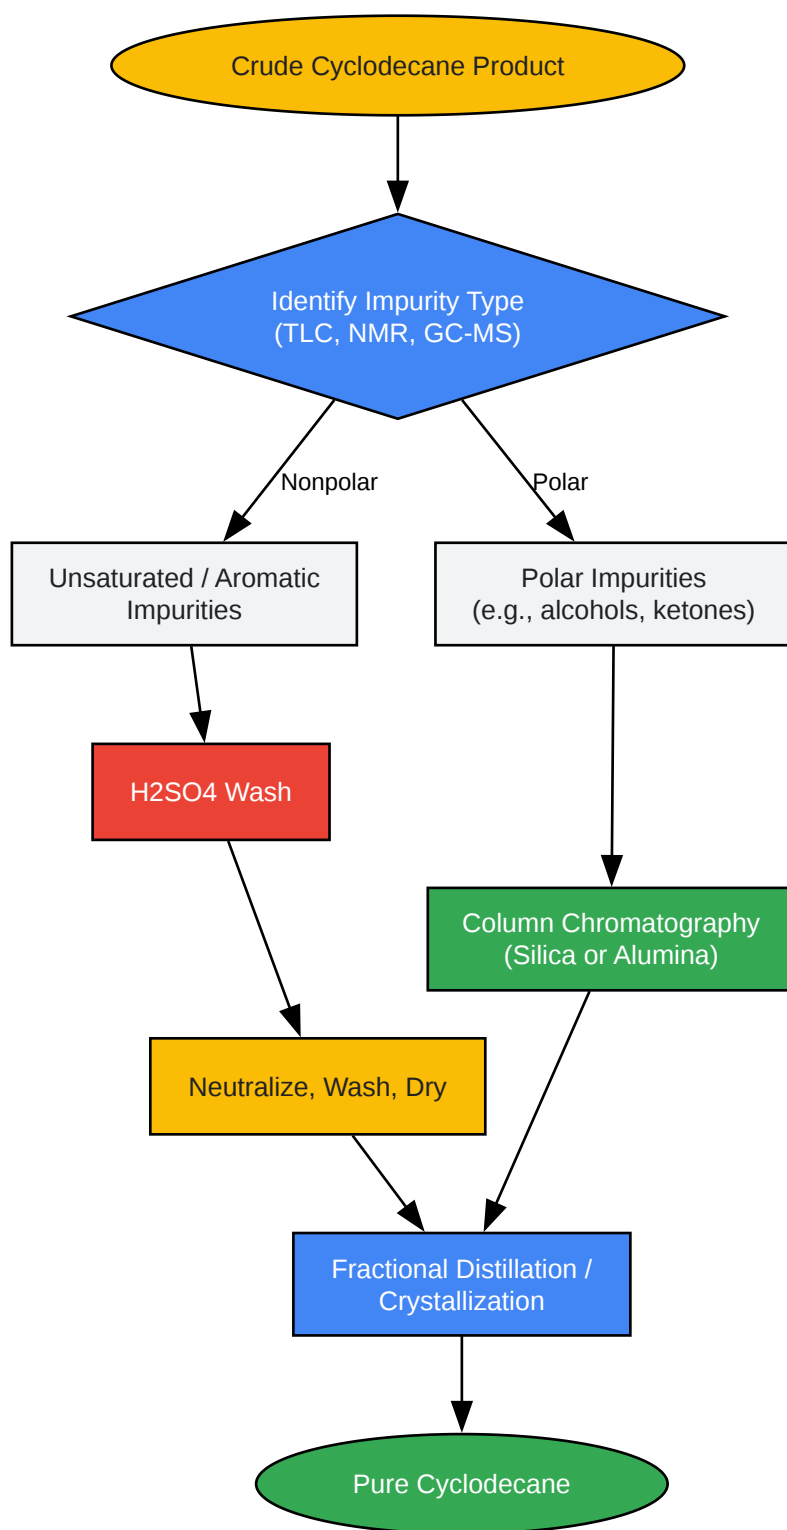 Crude Cyclodecane Product
Identify Impurity Type
(TLC, NMR, GC-MS)
Nonpolar
Polar
Unsaturated / Aromatic
Impurities
Polar Impurities
(e.g., alcohols, ketones)
H2SO4 Wash
Column Chromatography
(Silica or Alumina)
Neutralize, Wash, Dry
Fractional Distillation /
Crystallization
Pure Cyclodecane